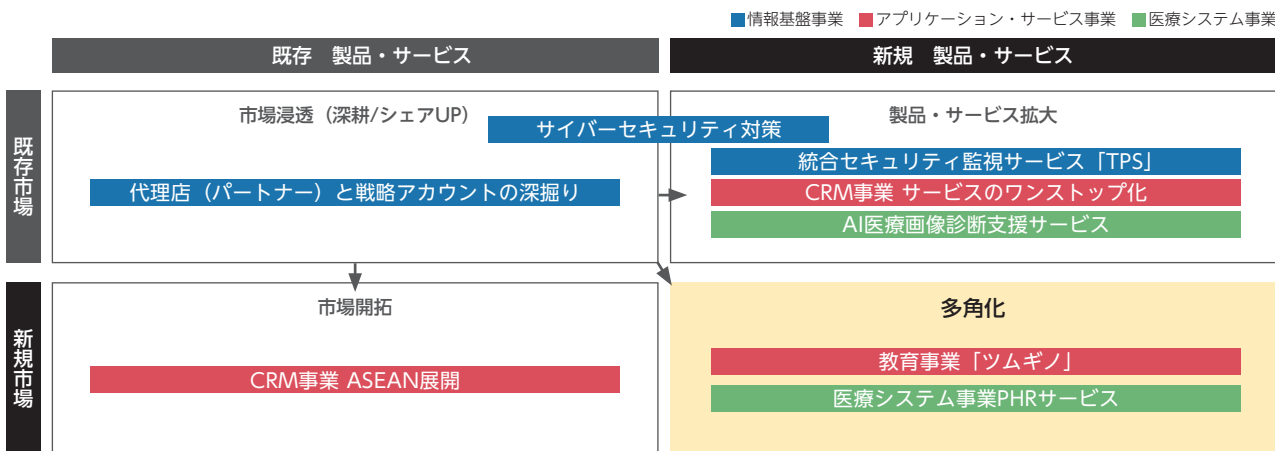 情報基盤事業 アプリケーション・サービス事業 医療システム事業
既存 製品・サービス
新規 製品・サービス
既存市場
市場浸透（深耕/シェアUP）
製品・サービス拡大
サイバーセキュリティ対策
統合セキュリティ監視サービス「TPS」
代理店（パートナー）と戦略アカウントの深掘り
CRM事業 サービスのワンストップ化
AI医療画像診断支援サービス
新規市場
市場開拓
多角化
CRM事業 ASEAN展開
教育事業「ツムギノ」
医療システム事業PHRサービス